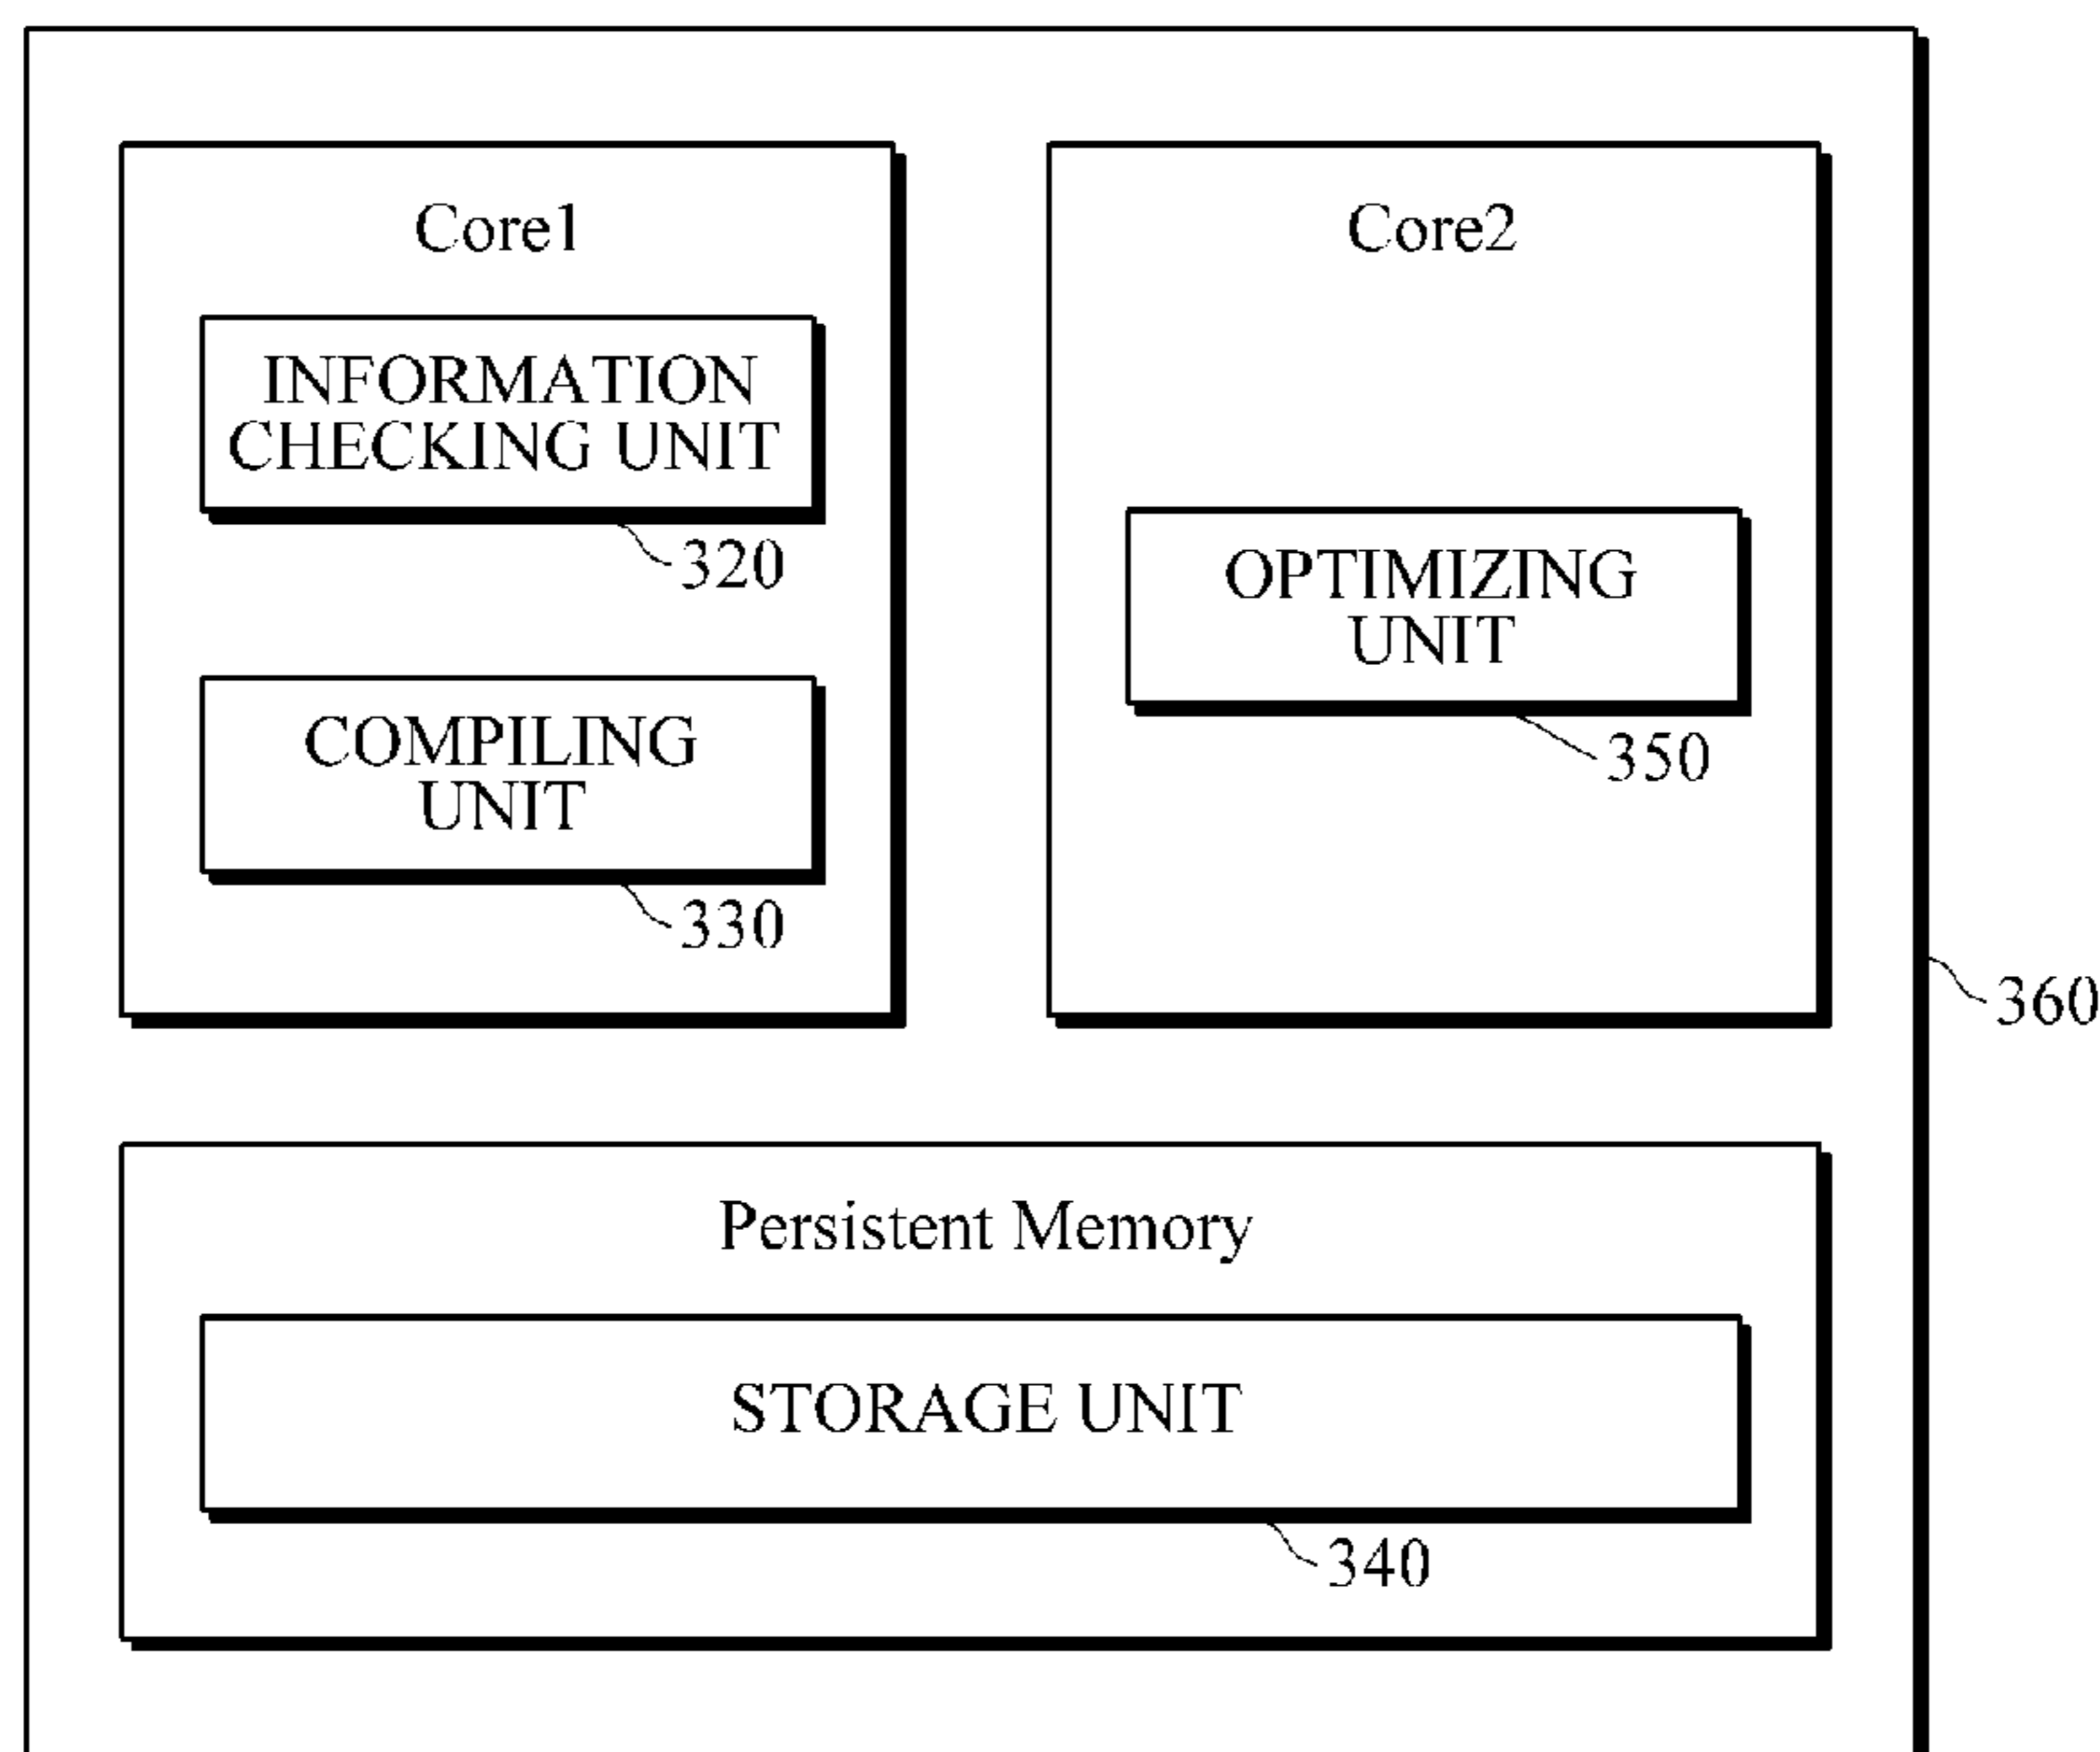 Core1
INFORMATION
CHECKING UNIT
320
COMPILING
UNIT
330
Core2
OPTIMIZING
UNIT
350
360
Persistent Memory
STORAGE UNIT
340